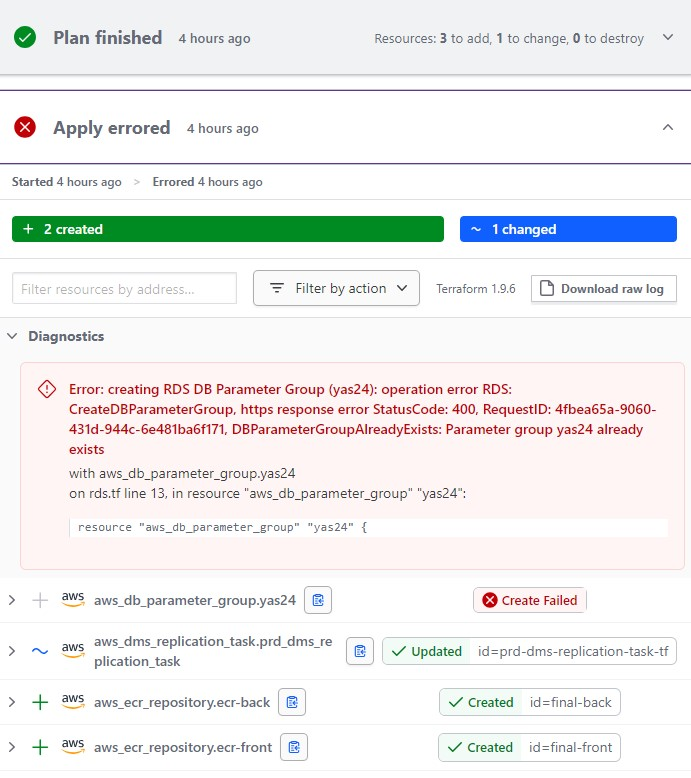 Plan finished 4 hours ago Resources: 3 to add, 1 to change, 0 to destroy
Apply errored 4 hours ago
Started 4 hours ago > Errored 4 hours ago
+ 2 created ~ 1 changed
Filter resources by address... Filter by action Terraform 1.9.6 Download raw log
Diagnostics
Error: creating RDS DB Parameter Group (yas24): operation error RDS:
CreateDBParameterGroup, https response error StatusCode: 400, RequestID: 4fbea65a-9060-
431d-944c-6e481ba6f171, DBParameterGroupAlreadyExists: Parameter group yas24 already
exists
with aws_db_parameter_group.yas24
on rds.tf line 13, in resource "aws_db_parameter_group" "yas24":
resource "aws_db_parameter_group" "yas24" {
aws aws_db_parameter_group.yas24 Create Failed
aws aws_dms_replication_task.prd_dms_re
plication_task Updated id=prd-dms-replication-task-tf
aws aws_ecr_repository.ecr-back Created id=final-back
aws aws_ecr_repository.ecr-front Created id=final-front